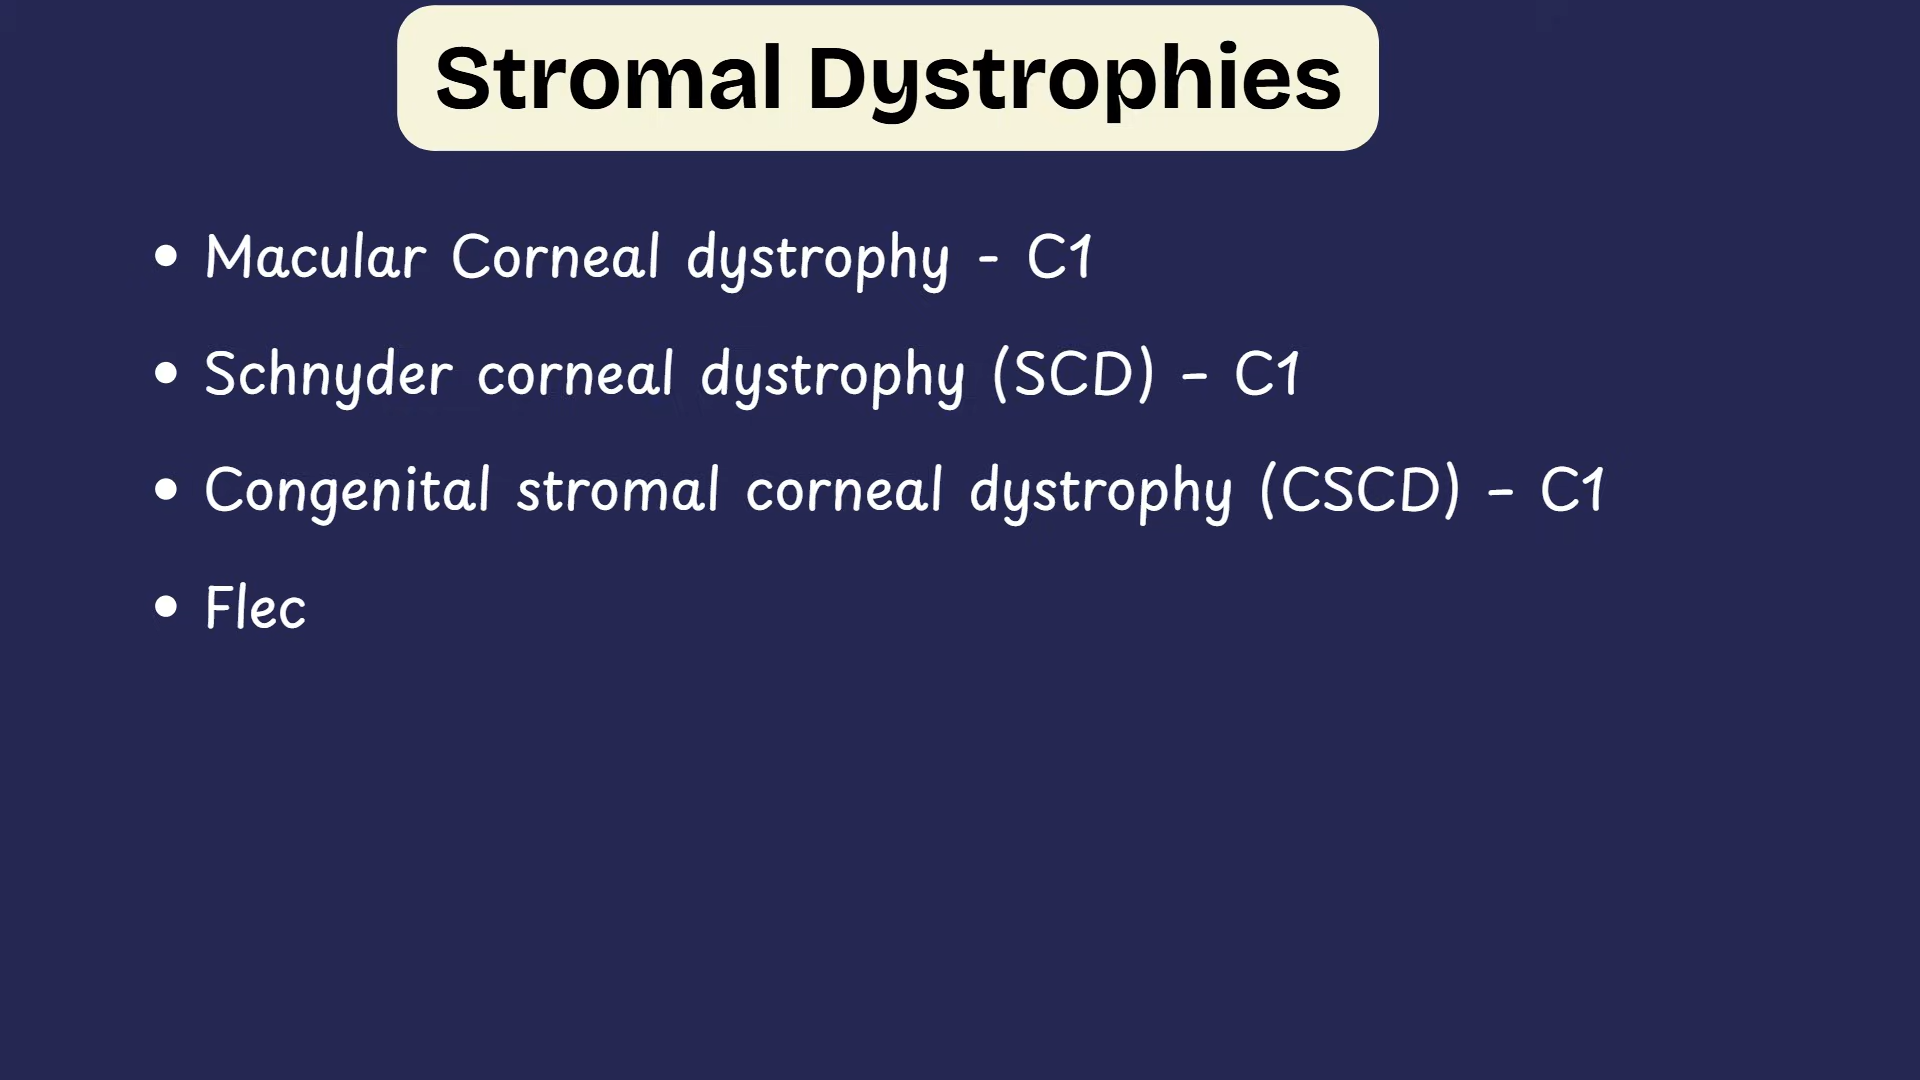 Stromal Dystrophies
• Macular Corneal dystrophy - C1
• Schnyder corneal dystrophy (SCD) – C1
• Congenital stromal corneal dystrophy (CSCD) – C1
• Flec